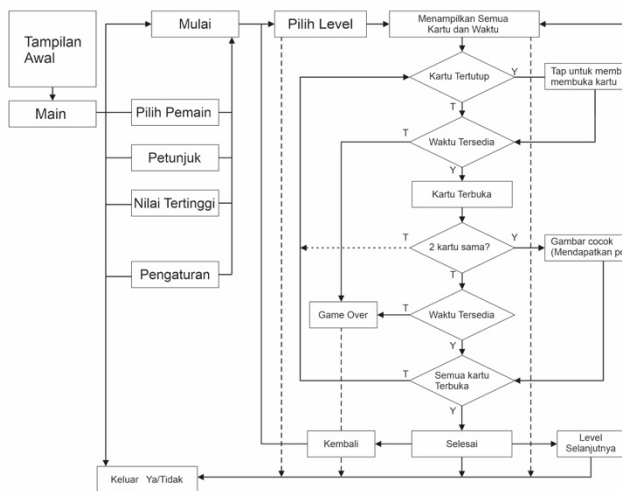 Tampilan
Awal
Mulai
Pilih Level
Menampilkan Semua
Kartu dan Waktu
Main
Kartu Tertutup
Y
Tap untuk memb
membuka kartu
T
Pilih Pemain
T
Waktu Tersedia
Y
Petunjuk
Kartu Terbuka
Nilai Tertinggi
T
2 kartu sama?
Y
Gambar cocok
(Mendapatkan po
T
Pengaturan
Game Over
T
Waktu Tersedia
Y
T
Semua kartu
Terbuka
Y
Kembali
Selesai
Level
Selanjutnya
Keluar Ya/Tidak